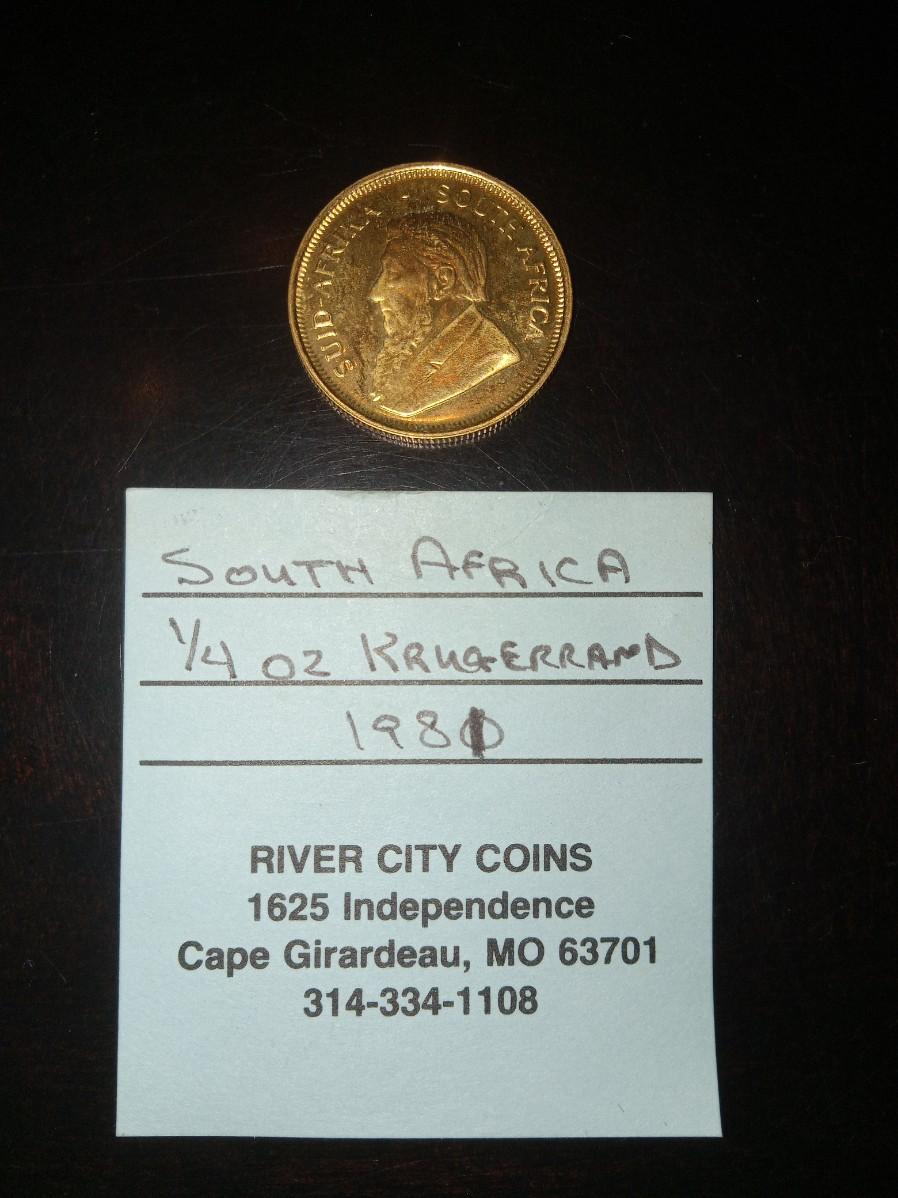 SUID-AFRIKA · SOUTH AFRICA
SOUTH AFRICA
1/4 OZ KRUGERRAND
1981
RIVER CITY COINS
1625 Independence
Cape Girardeau, MO 63701
314-334-1108